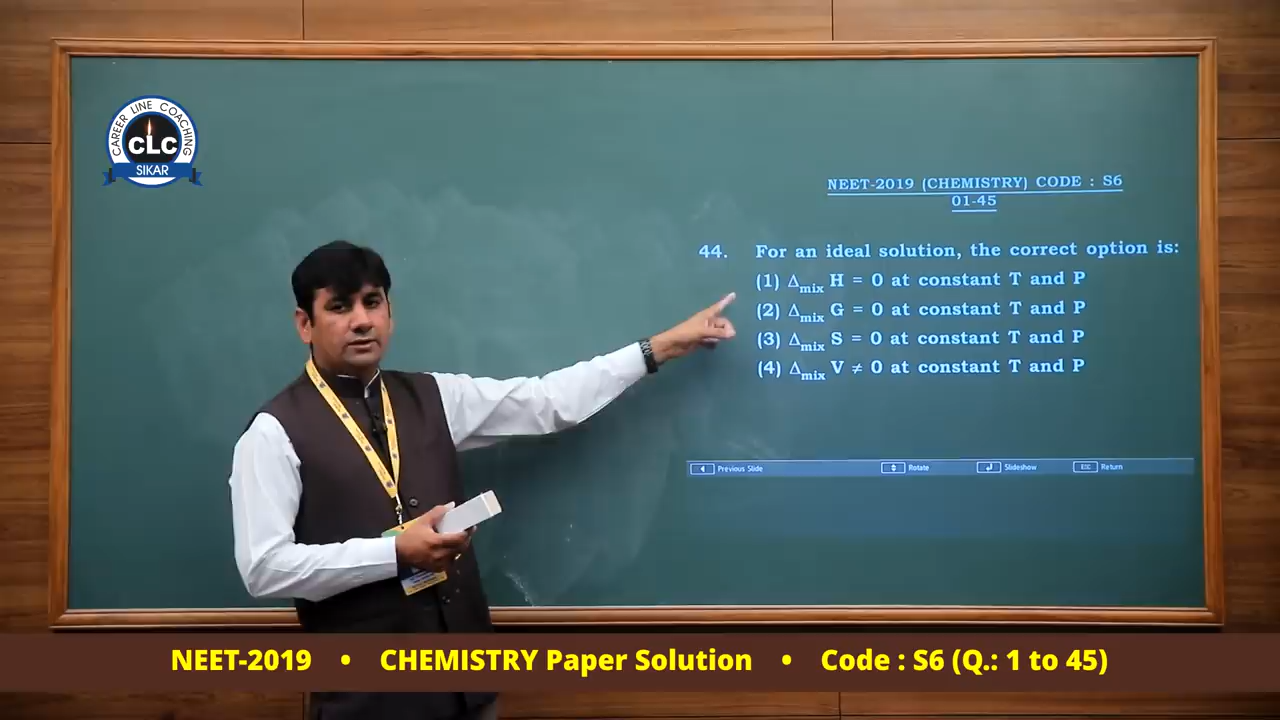 CAREER LINE COACHING
CLC
SIKAR
NEET-2019 (CHEMISTRY) CODE : S6
01-45
44. For an ideal solution, the correct option is:
(1) Δmix H = 0 at constant T and P
(2) Δmix G = 0 at constant T and P
(3) Δmix S = 0 at constant T and P
(4) Δmix V ≠ 0 at constant T and P
Previous Slide Rotate Slideshow ESC Return
NEET-2019 • CHEMISTRY Paper Solution • Code : S6 (Q.: 1 to 45)